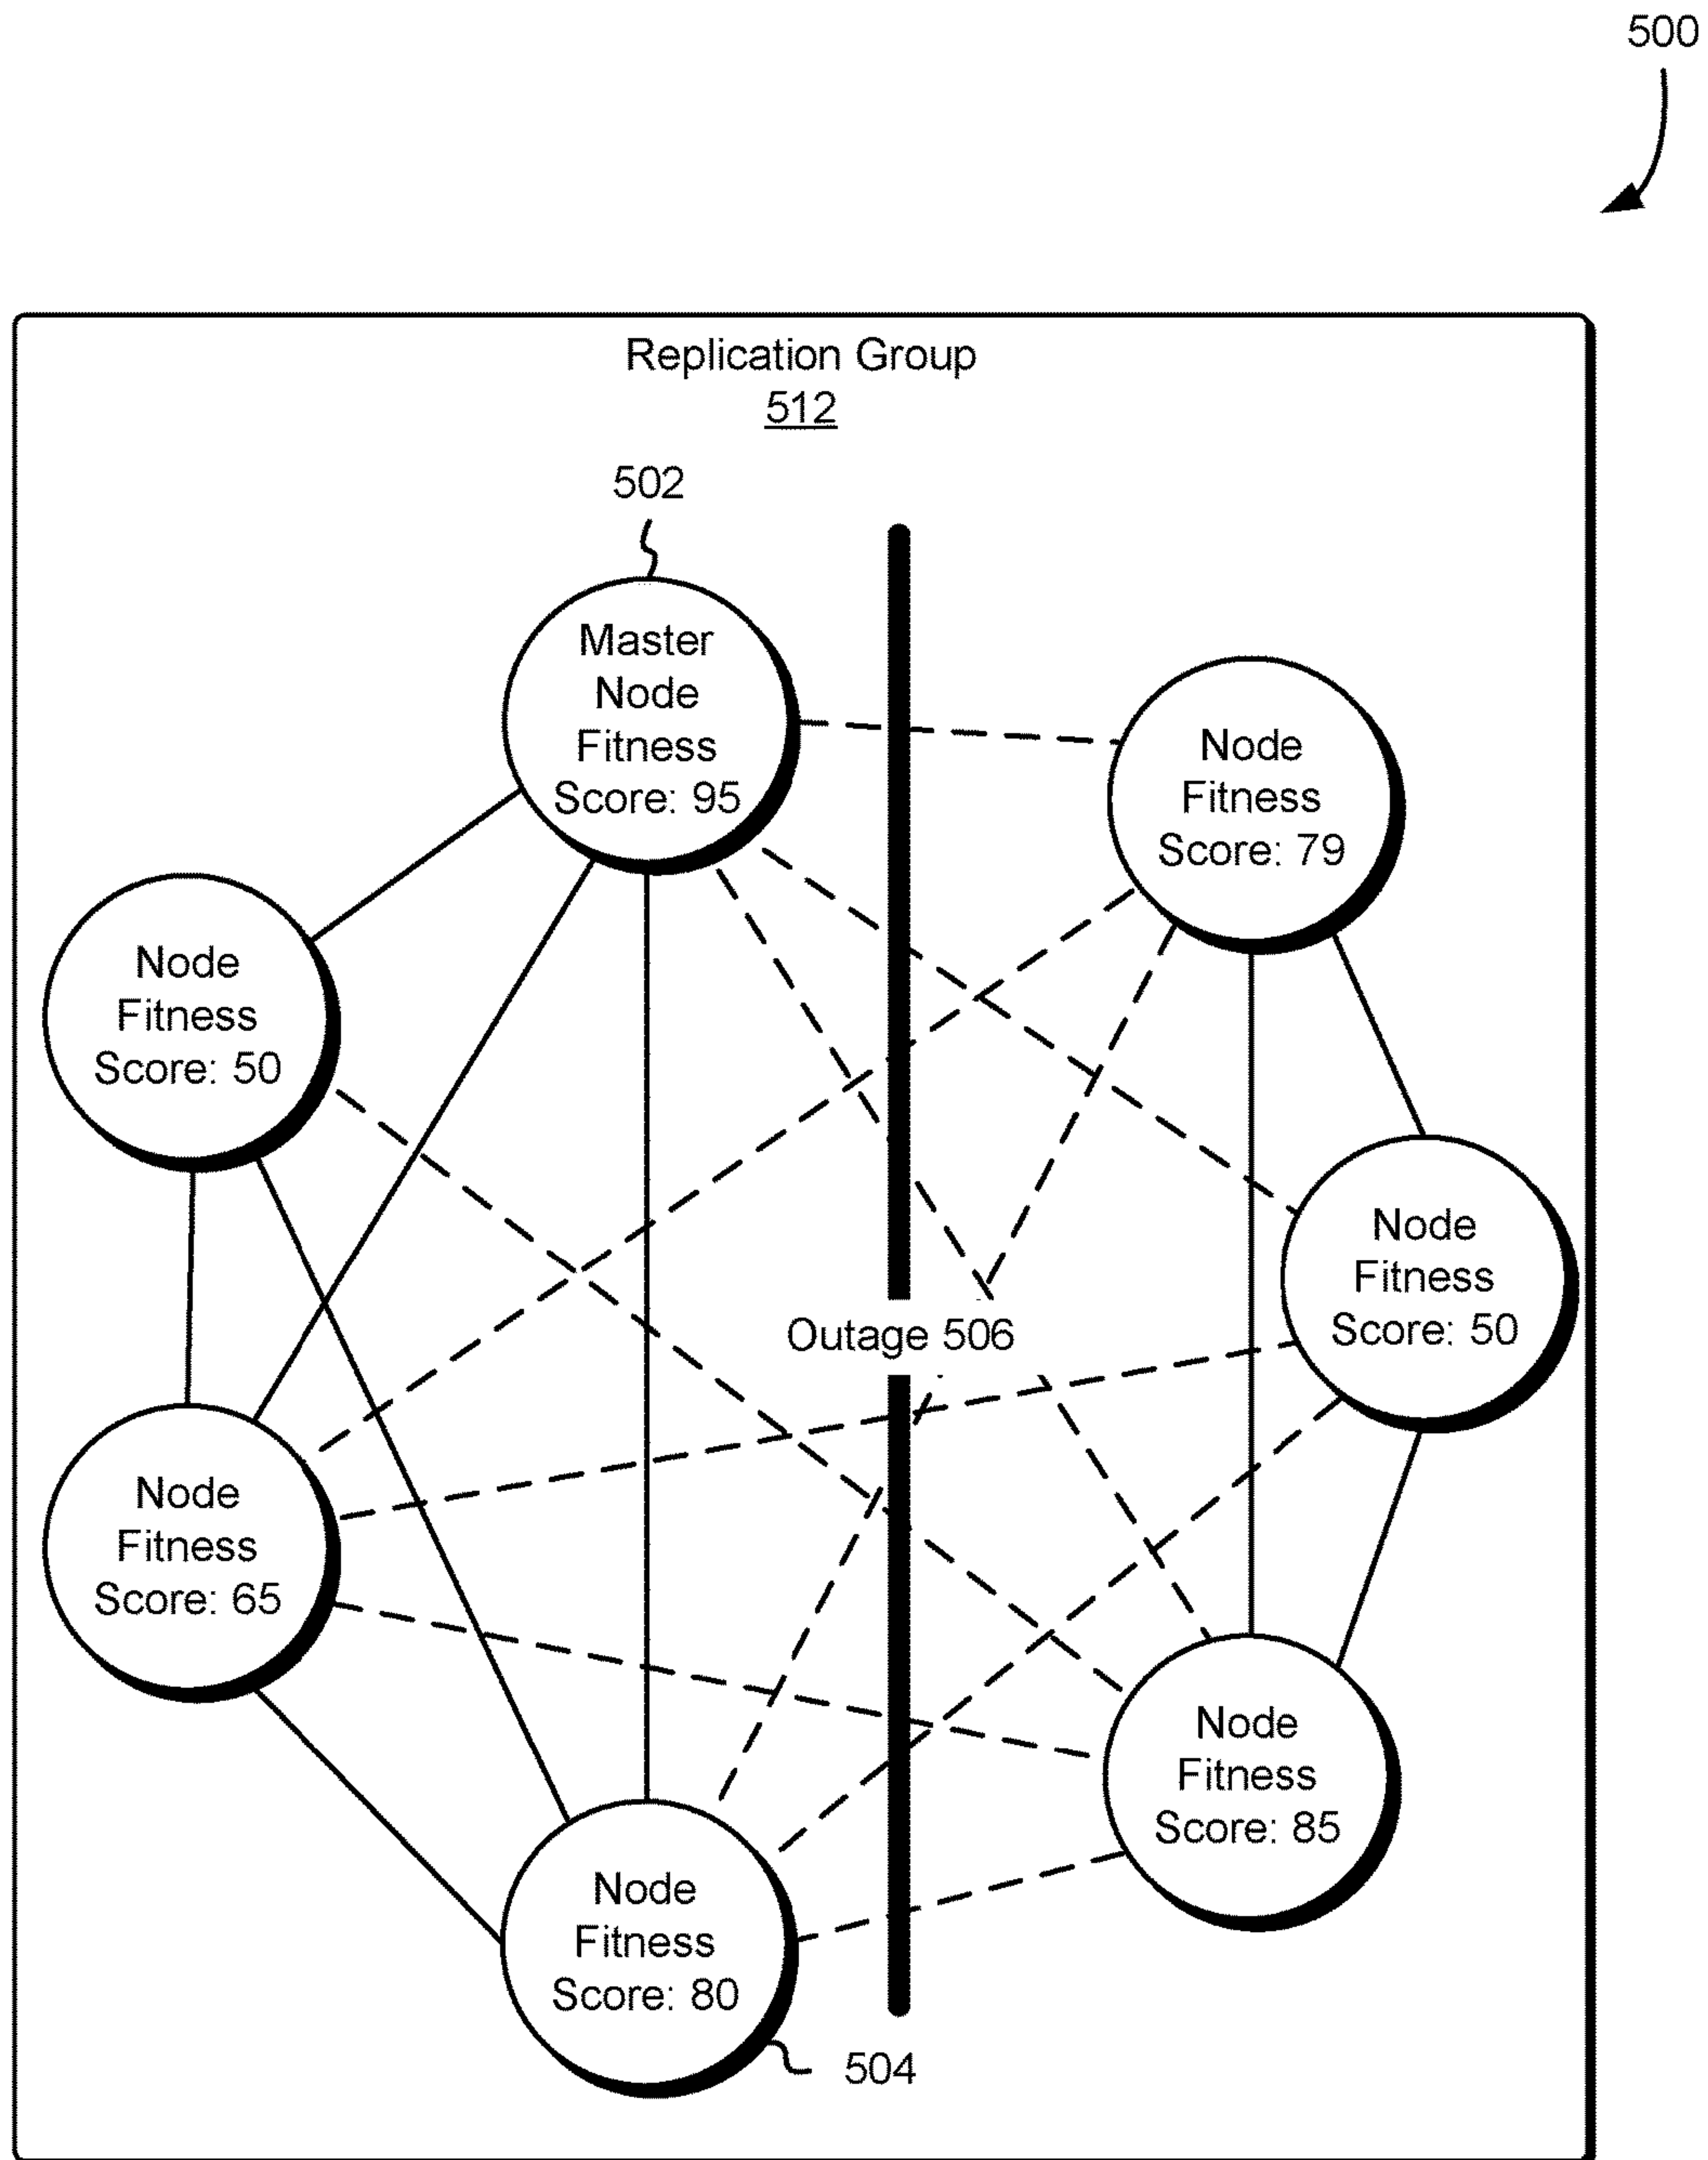 500
Replication Group
512
502
Master
Node
Fitness
Score: 95
Node
Fitness
Score: 79
Node
Fitness
Score: 50
Node
Fitness
Score: 50
Outage 506
Node
Fitness
Score: 65
Node
Fitness
Score: 85
Node
Fitness
Score: 80
504